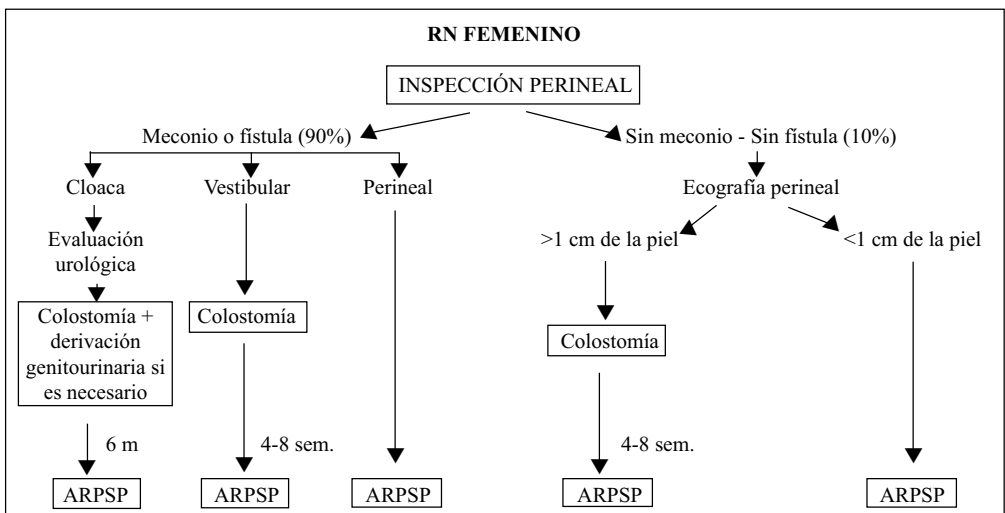 RN FEMENINO
INSPECCIÓN PERINEAL
Meconio o fístula (90%)
Sin meconio - Sin fístula (10%)
Cloaca
Vestibular
Perineal
Ecografía perineal
Evaluación
urológica
>1 cm de la piel
<1 cm de la piel
Colostomía +
derivación
genitourinaria si
es necesario
Colostomía
Colostomía
6 m
4-8 sem.
4-8 sem.
ARPSP
ARPSP
ARPSP
ARPSP
ARPSP